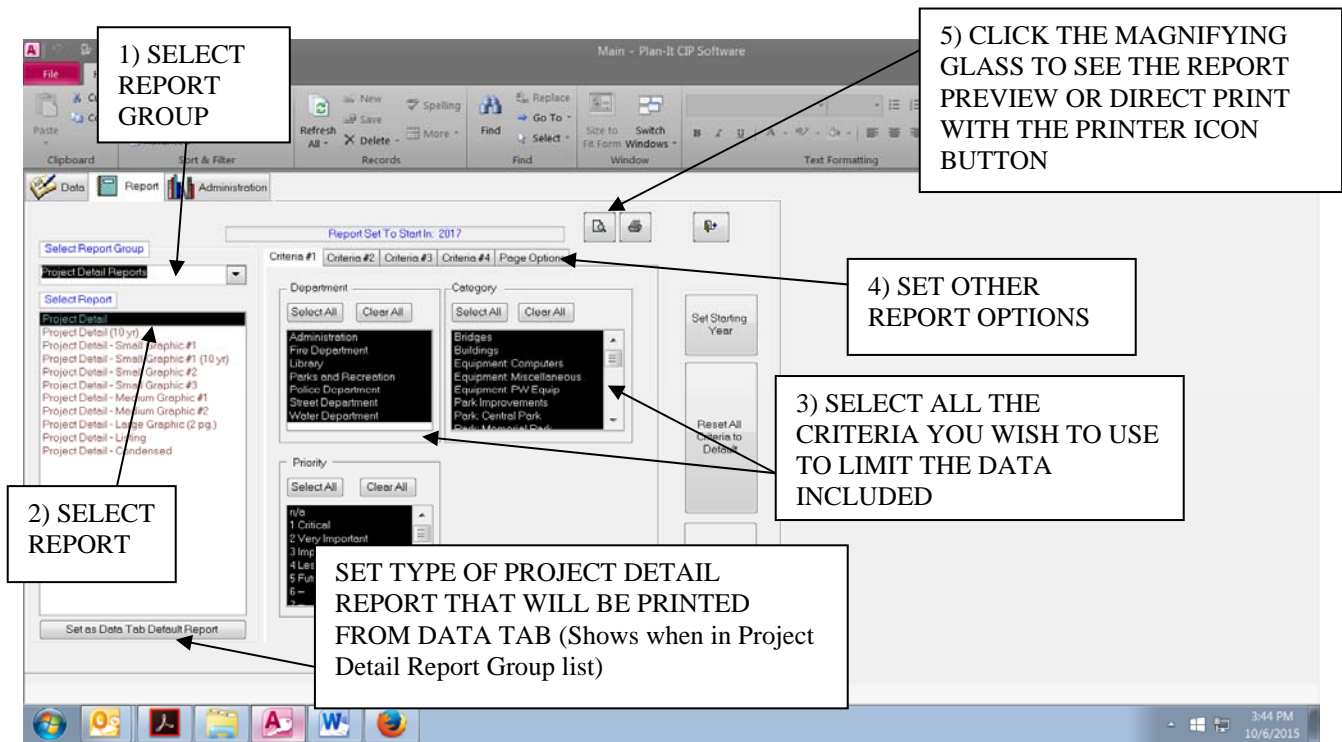 1) SELECT
REPORT
GROUP
5) CLICK THE MAGNIFYING
GLASS TO SEE THE REPORT
PREVIEW OR DIRECT PRINT
WITH THE PRINTER ICON
BUTTON
Main - Plan-It CIP Software
File
Paste
Clipboard
Sort & Filter
Refresh
All
New
Save
Delete
Spelling
More
Records
Find
Replace
Go To
Select
Find
Size to
Fit Form
Switch
Windows
Window
B I U A
Text Formatting
Data
Report
Administration
Report Set To Start In: 2017
Select Report Group
Project Detail Reports
Select Report
Project Detail
Project Detail (10 yr)
Project Detail - Small Graphic #1
Project Detail - Small Graphic #1 (10 yr)
Project Detail - Small Graphic #2
Project Detail - Small Graphic #3
Project Detail - Medium Graphic #1
Project Detail - Medium Graphic #2
Project Detail - Large Graphic (2 pg.)
Project Detail - Listing
Project Detail - Condensed
Set as Data Tab Default Report
Criteria #1 Criteria #2 Criteria #3 Criteria #4 Page Options
Department
Select All Clear All
Administration
Fire Department
Library
Parks and Recreation
Police Department
Street Department
Water Department
Category
Select All Clear All
Bridges
Buildings
Equipment: Computers
Equipment: Miscellaneous
Equipment: PW Equip
Park Improvements
Park: Central Park
Park: Memorial Park
Priority
Select All Clear All
n/a
1 Critical
2 Very Important
3 Imp
4 Les
5 Fut
6 --
Set Starting
Year
Reset All
Criteria to
Default
4) SET OTHER
REPORT OPTIONS
3) SELECT ALL THE
CRITERIA YOU WISH TO USE
TO LIMIT THE DATA
INCLUDED
2) SELECT
REPORT
SET TYPE OF PROJECT DETAIL
REPORT THAT WILL BE PRINTED
FROM DATA TAB (Shows when in Project
Detail Report Group list)
3:44 PM
10/6/2015